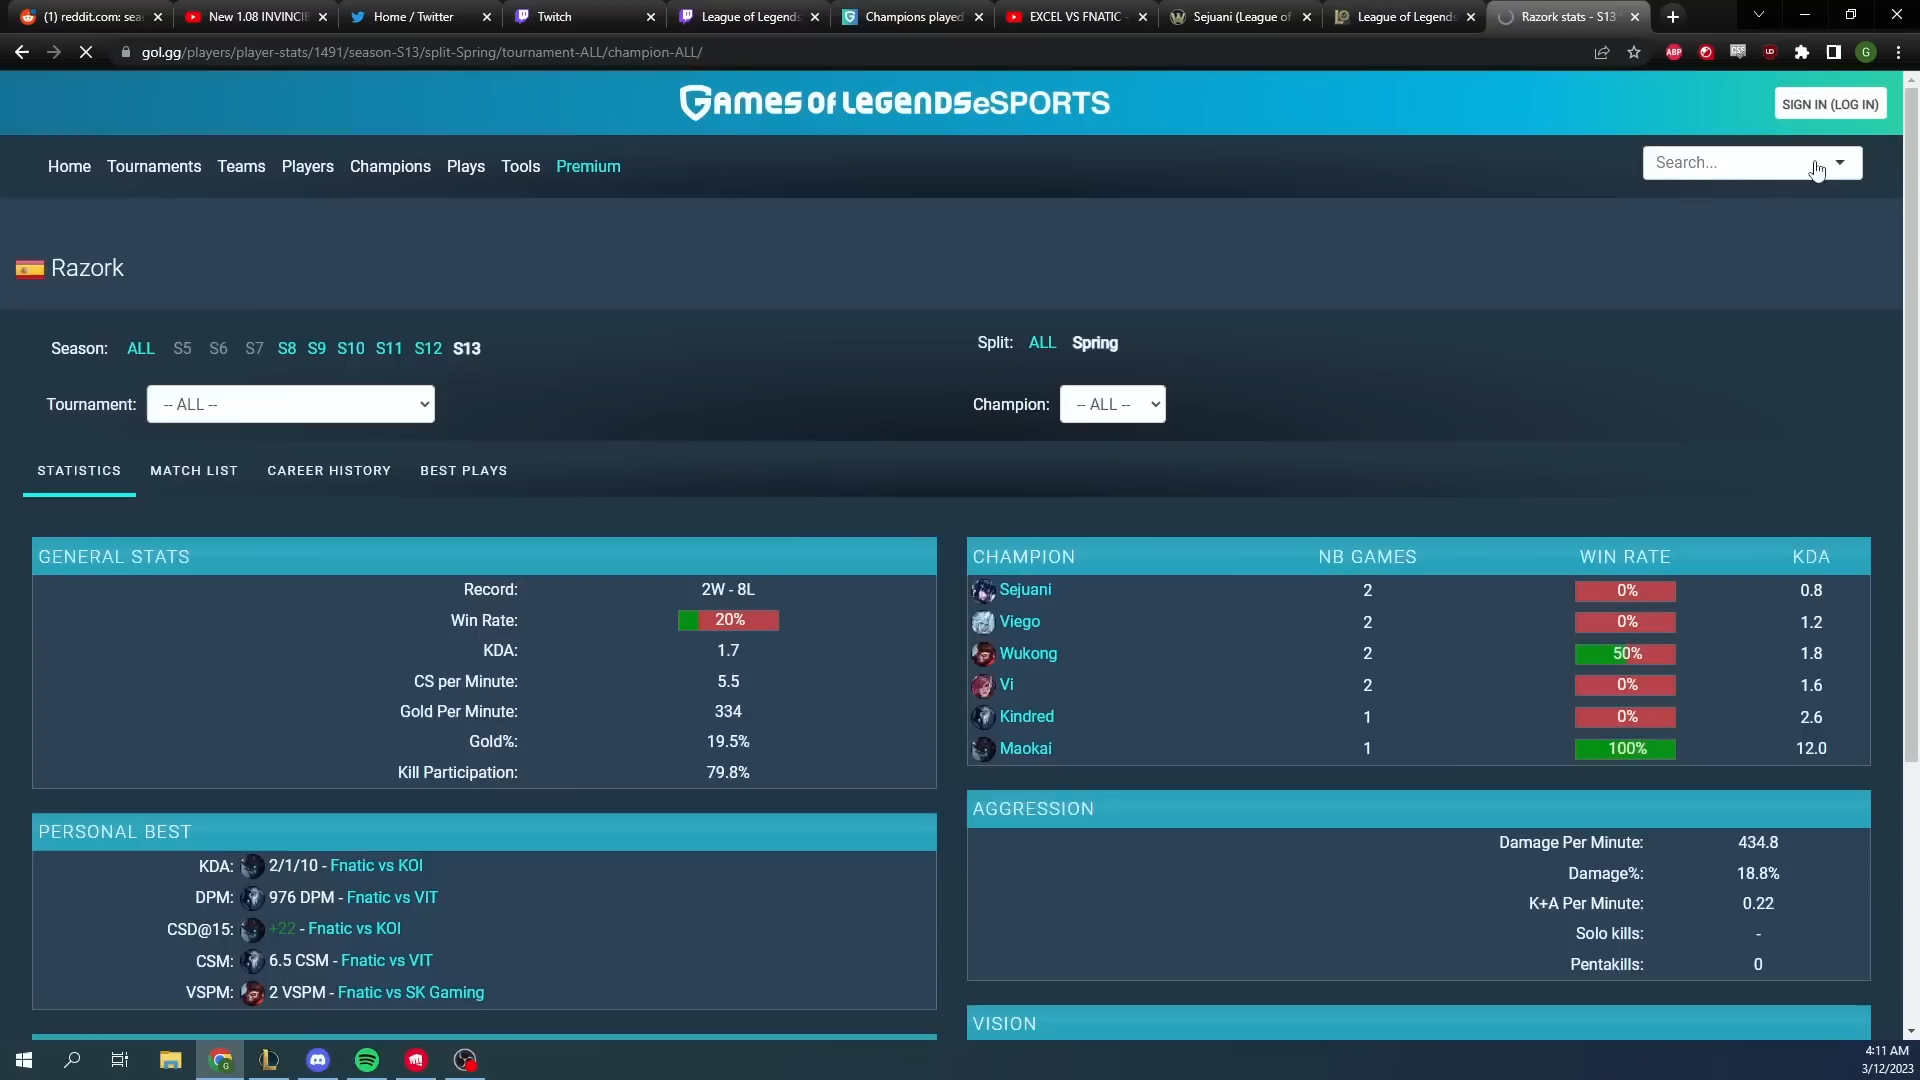 (1) reddit.com: sea
New 1.08 INVINCIB
Home / Twitter
Twitch
League of Legends
Champions played
EXCEL VS FNATIC
Sejuani (League of
League of Legends
Razork stats - S13
gol.gg/players/player-stats/1491/season-S13/split-Spring/tournament-ALL/champion-ALL/
GAMES OF LEGENDS eSPORTS
SIGN IN (LOG IN)
Home Tournaments Teams Players Champions Plays Tools Premium
Search...
Razork
Season: ALL S5 S6 S7 S8 S9 S10 S11 S12 S13
Split: ALL Spring
Tournament: -- ALL --
Champion: -- ALL --
STATISTICS MATCH LIST CAREER HISTORY BEST PLAYS
GENERAL STATS
Record: 2W - 8L
Win Rate: 20%
KDA: 1.7
CS per Minute: 5.5
Gold Per Minute: 334
Gold%: 19.5%
Kill Participation: 79.8%
PERSONAL BEST
KDA: 2/1/10 - Fnatic vs KOI
DPM: 976 DPM - Fnatic vs VIT
CSD@15: +22 - Fnatic vs KOI
CSM: 6.5 CSM - Fnatic vs VIT
VSPM: 2 VSPM - Fnatic vs SK Gaming
CHAMPION NB GAMES WIN RATE KDA
Sejuani 2 0% 0.8
Viego 2 0% 1.2
Wukong 2 50% 1.8
Vi 2 0% 1.6
Kindred 1 0% 2.6
Maokai 1 100% 12.0
AGGRESSION
Damage Per Minute: 434.8
Damage%: 18.8%
K+A Per Minute: 0.22
Solo kills: -
Pentakills: 0
VISION
4:11 AM
3/12/2023